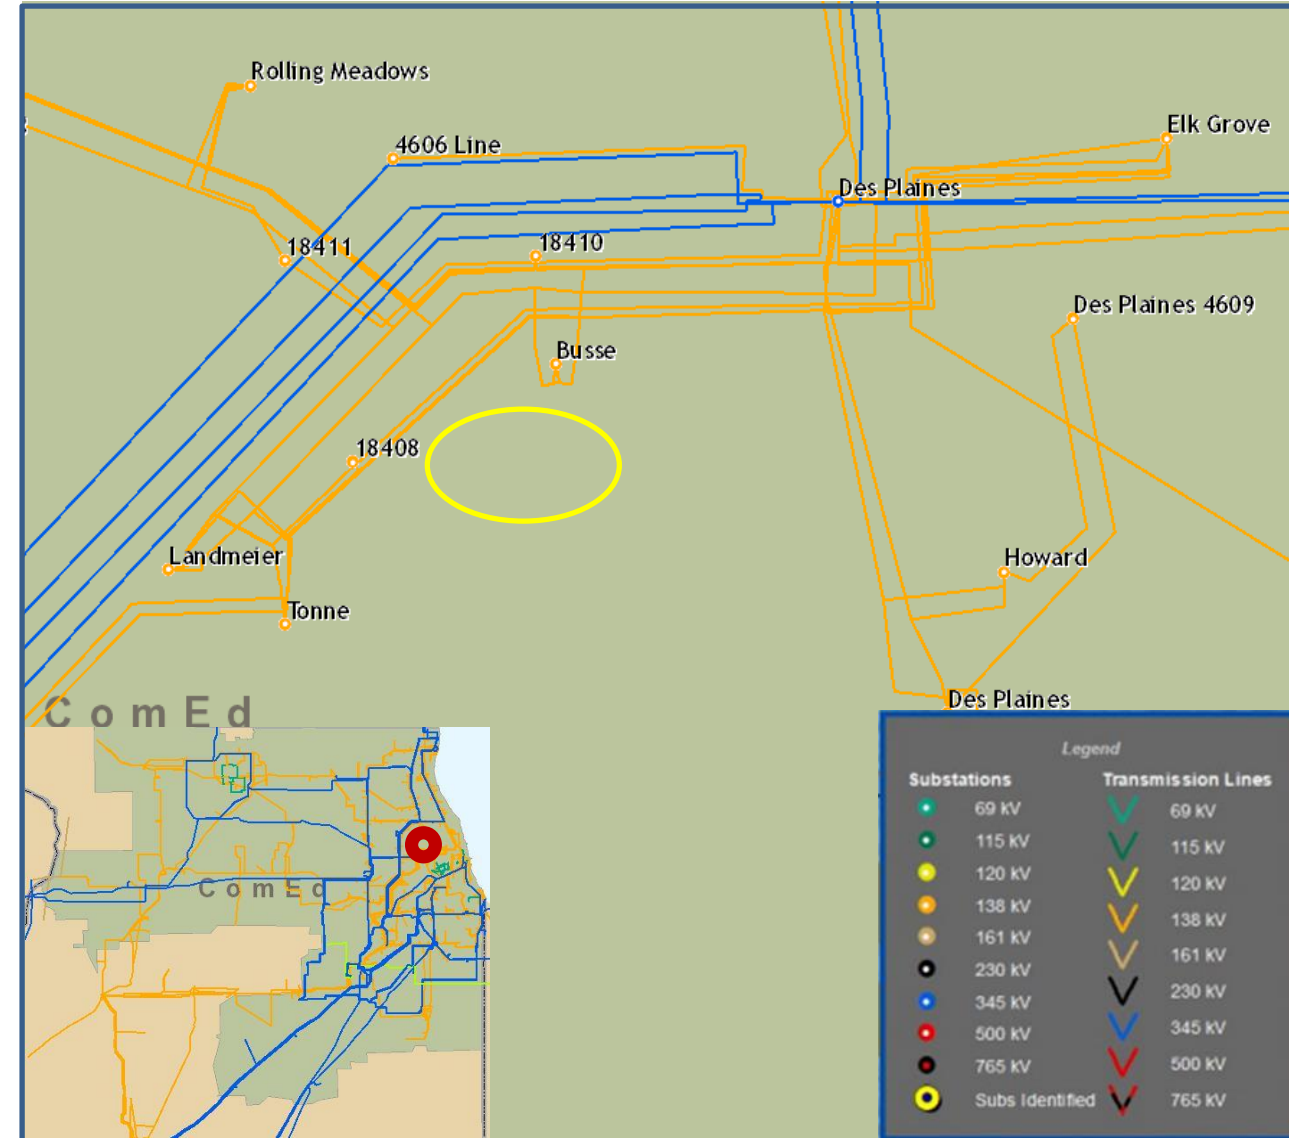 Rolling Meadows
4606 Line
Elk Grove
Des Plaines
18411
18410
Des Plaines 4609
Busse
18408
Landmeier
Howard
Tonne
Des Plaines
ComEd
ComEd
Legend
Substations
Transmission Lines
69 kV
69 kV
115 kV
115 kV
120 kV
120 kV
138 kV
138 kV
161 kV
161 kV
230 kV
230 kV
345 kV
345 kV
500 kV
500 kV
765 kV
765 kV
Subs Identified